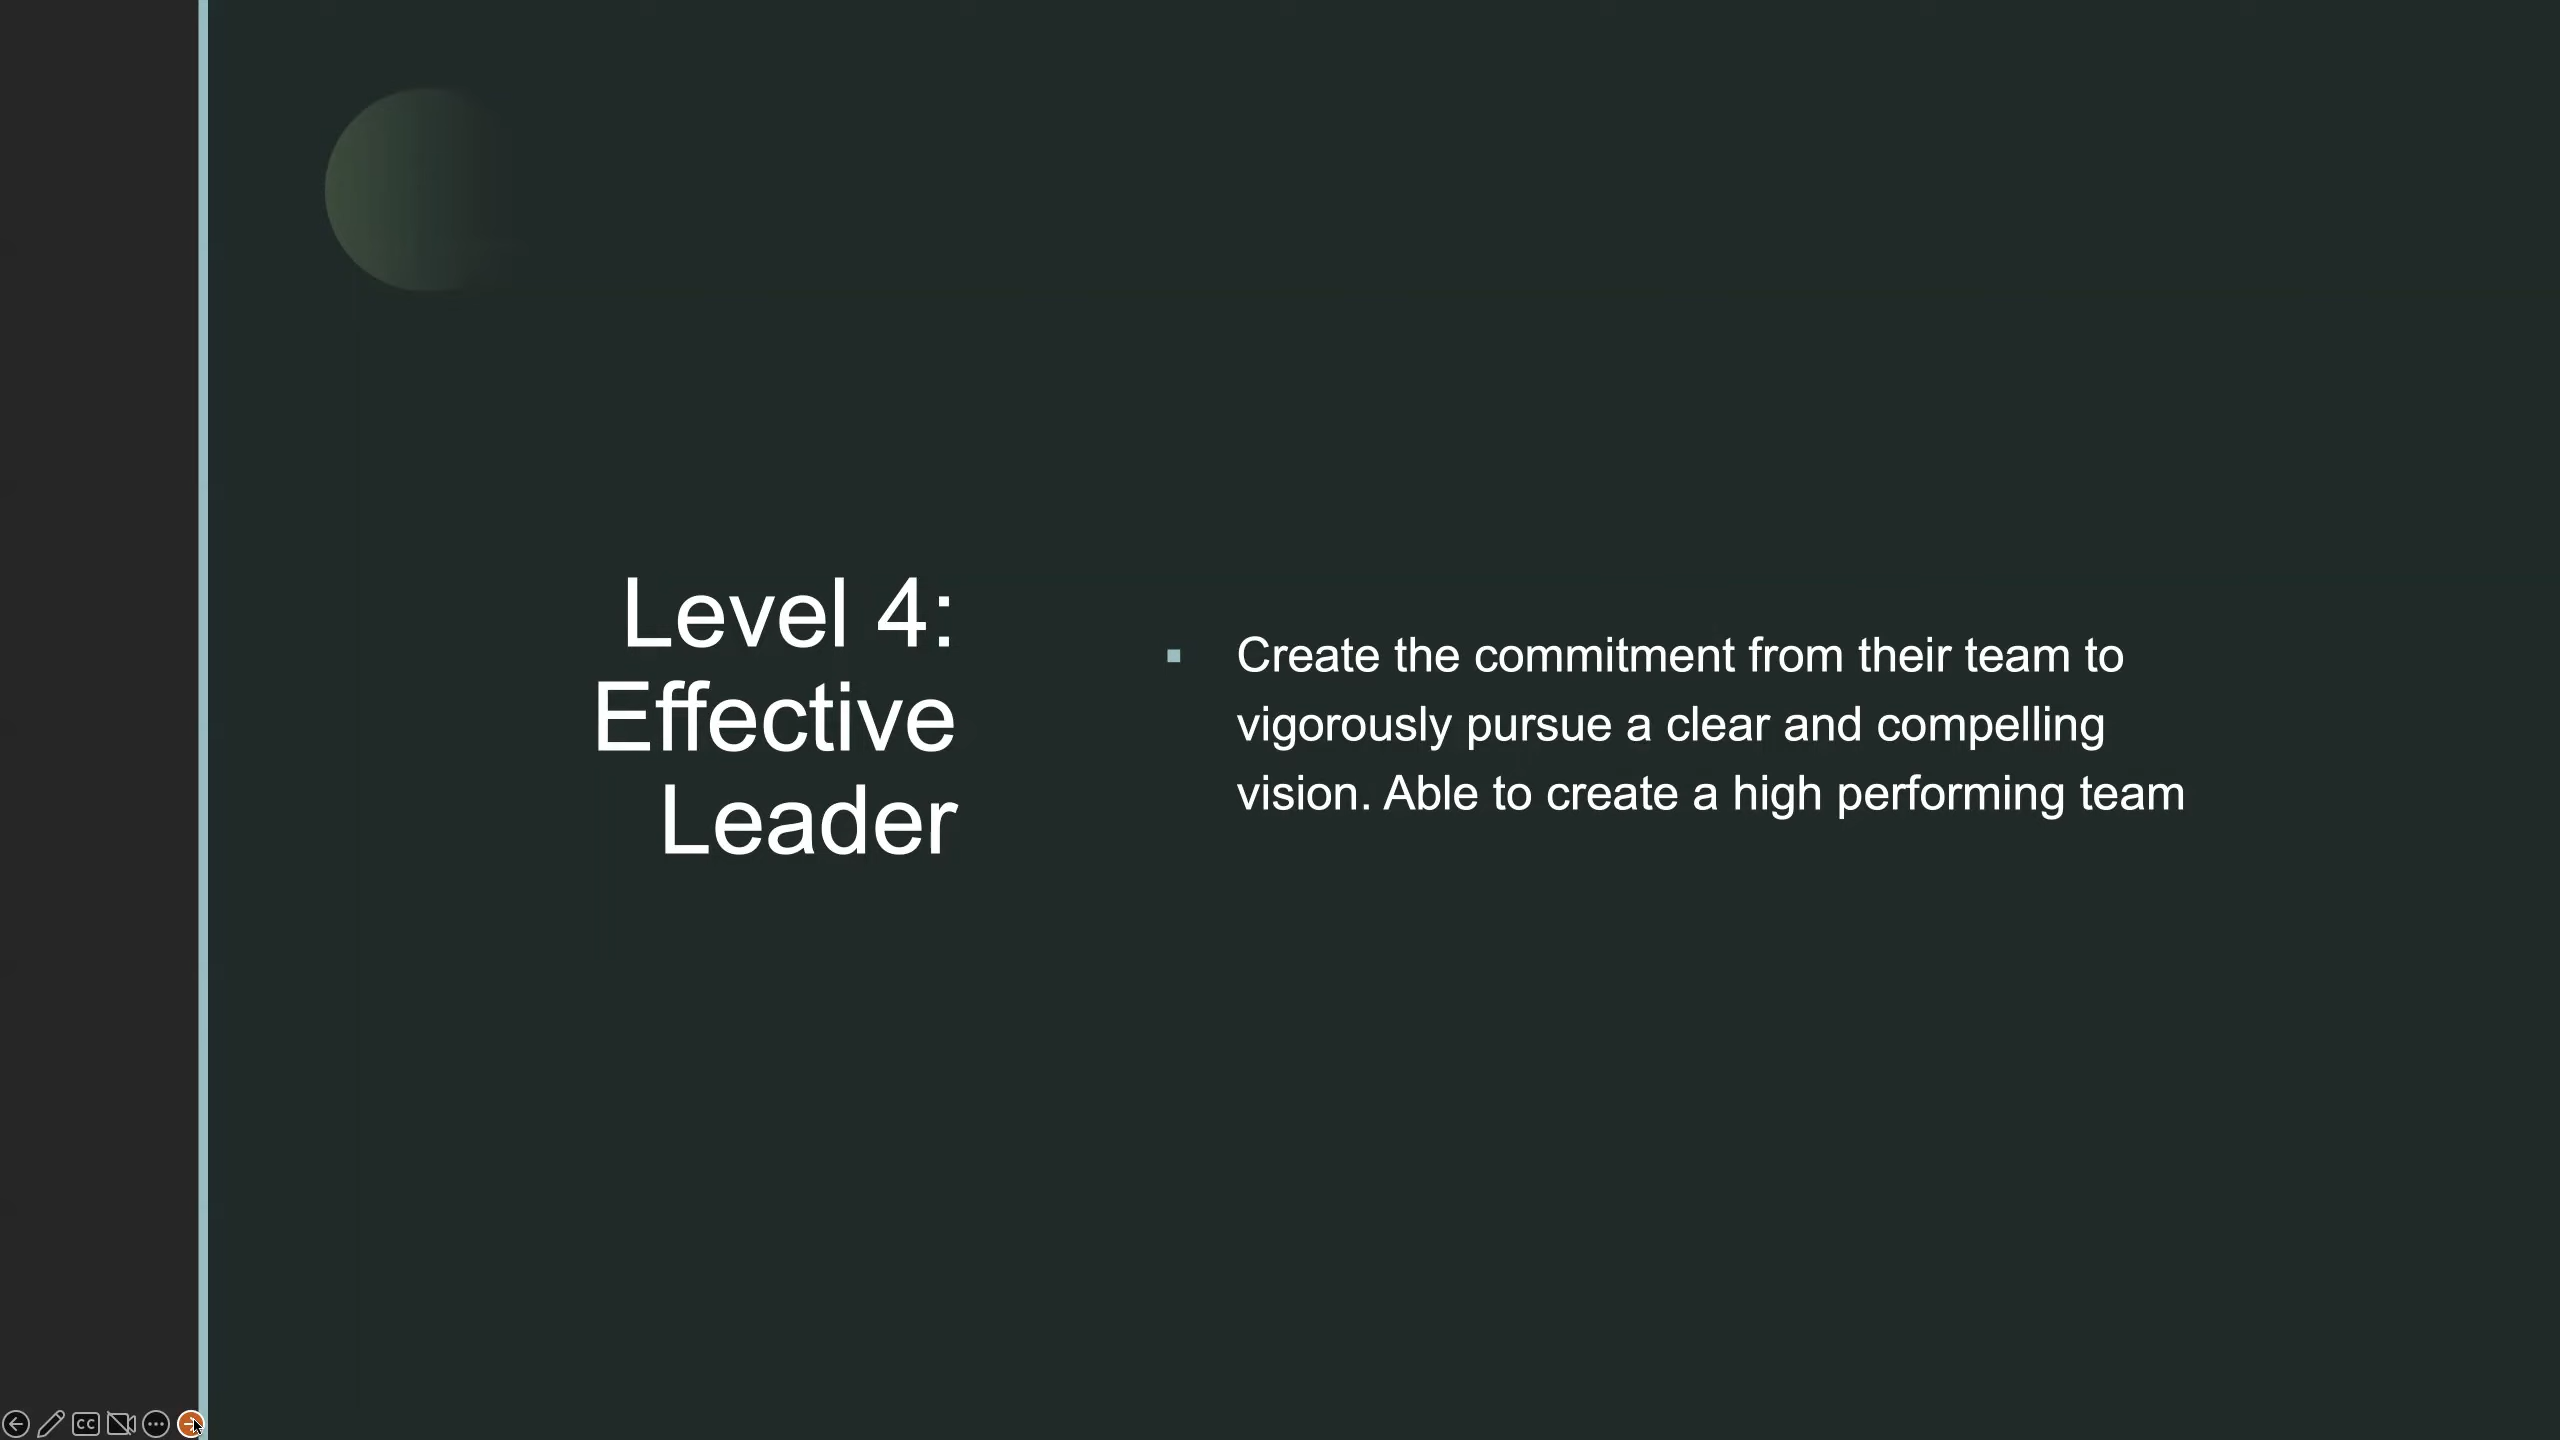 Level 4:
Effective
Leader
▪ Create the commitment from their team to
vigorously pursue a clear and compelling
vision. Able to create a high performing team
CC